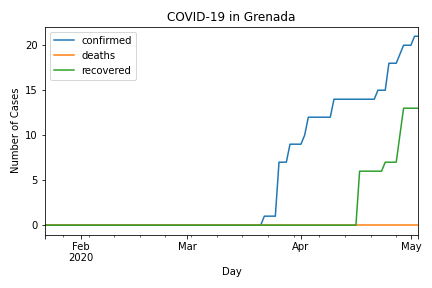 COVID-19 in Grenada
confirmed
deaths
recovered
Number of Cases
20
15
10
5
0
Feb
2020
Mar
Apr
May
Day